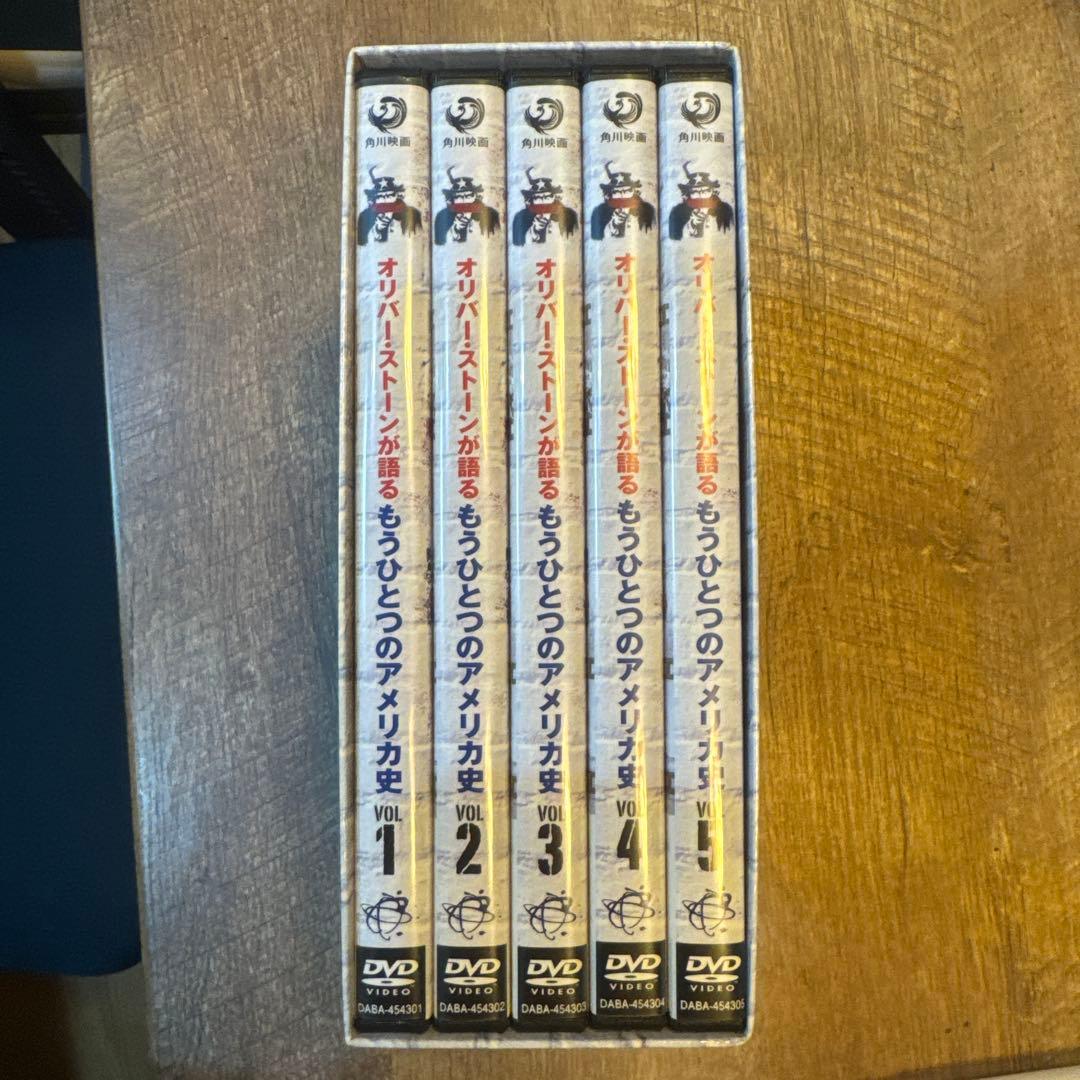 角川映画
オリバー・ストーンが語る もうひとつのアメリカ史
VOL 1
DVD
VIDEO
DABA-454301
角川映画
オリバー・ストーンが語る もうひとつのアメリカ史
VOL 2
DVD
VIDEO
DABA-454302
角川映画
オリバー・ストーンが語る もうひとつのアメリカ史
VOL 3
DVD
VIDEO
DABA-454303
角川映画
オリバー・ストーンが語る もうひとつのアメリカ史
VOL 4
DVD
VIDEO
DABA-454304
角川映画
オリバー・ストーンが語る もうひとつのアメリカ史
VOL 5
DVD
VIDEO
DABA-454305